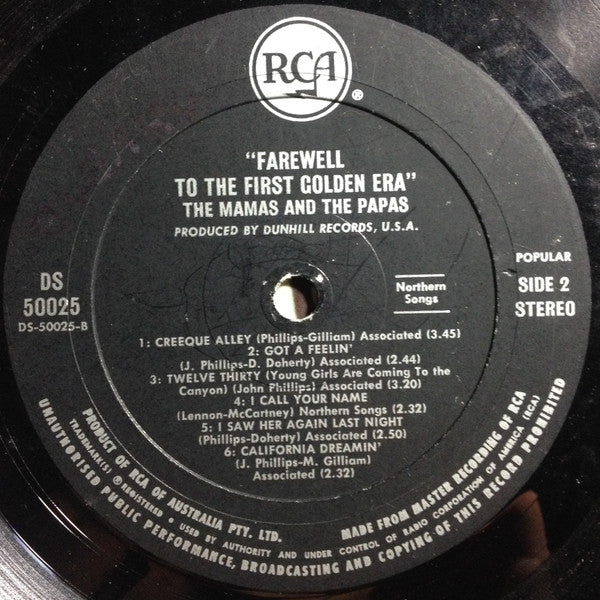 RCA
®
"FAREWELL
TO THE FIRST GOLDEN ERA"
THE MAMAS AND THE PAPAS
PRODUCED BY DUNHILL RECORDS, U.S.A.
DS
50025
DS-50025-B
Northern
Songs
POPULAR
SIDE 2
STEREO
1: CREEQUE ALLEY (Phillips-Gilliam) Associated (3.45)
2: GOT A FEELIN'
(J. Phillips-D. Doherty) Associated (2.44)
3: TWELVE THIRTY (Young Girls are Coming To the
Canyon) (John Phillips) Associated (3.20)
4: I CALL YOUR NAME
(Lennon-McCartney) Northern Songs (2.32)
5: I SAW HER AGAIN LAST NIGHT
(Phillips-Doherty) Associated (2.50)
6: CALIFORNIA DREAMIN'
(J. Phillips-M. Gilliam)
Associated (2.32)
PRODUCT OF RCA OF AUSTRALIA PTY. LTD.
MADE FROM MASTER RECORDING OF RCA
TRADEMARK(S) ® REGISTERED • USED BY AUTHORITY AND UNDER CONTROL OF RADIO CORPORATION OF AMERICA (RCA)
UNAUTHORISED PUBLIC PERFORMANCE, BROADCASTING AND COPYING OF THIS RECORD PROHIBITED